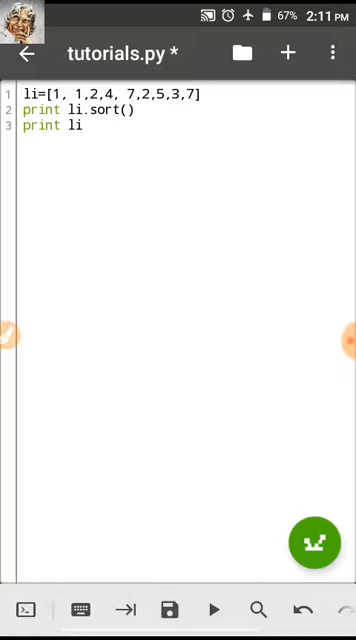 67% 2:11 PM
tutorials.py *
1 li=[1, 1,2,4, 7,2,5,3,7]
2 print li.sort()
3 print li